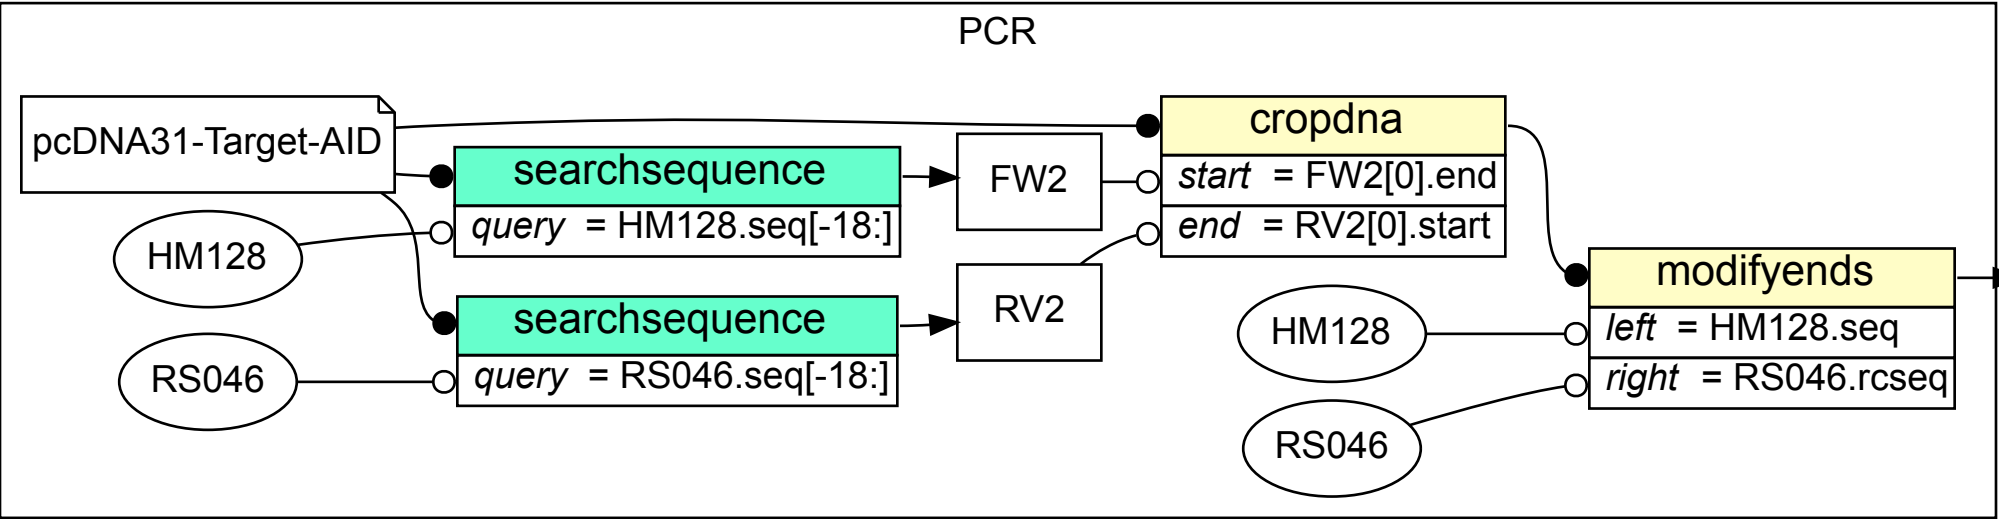 PCR
pcDNA31-Target-AID
searchsequence
query = HM128.seq[-18:]
HM128
searchsequence
query = RS046.seq[-18:]
RS046
FW2
RV2
cropdna
start = FW2[0].end
end = RV2[0].start
modifyends
left = HM128.seq
right = RS046.rcseq
HM128
RS046